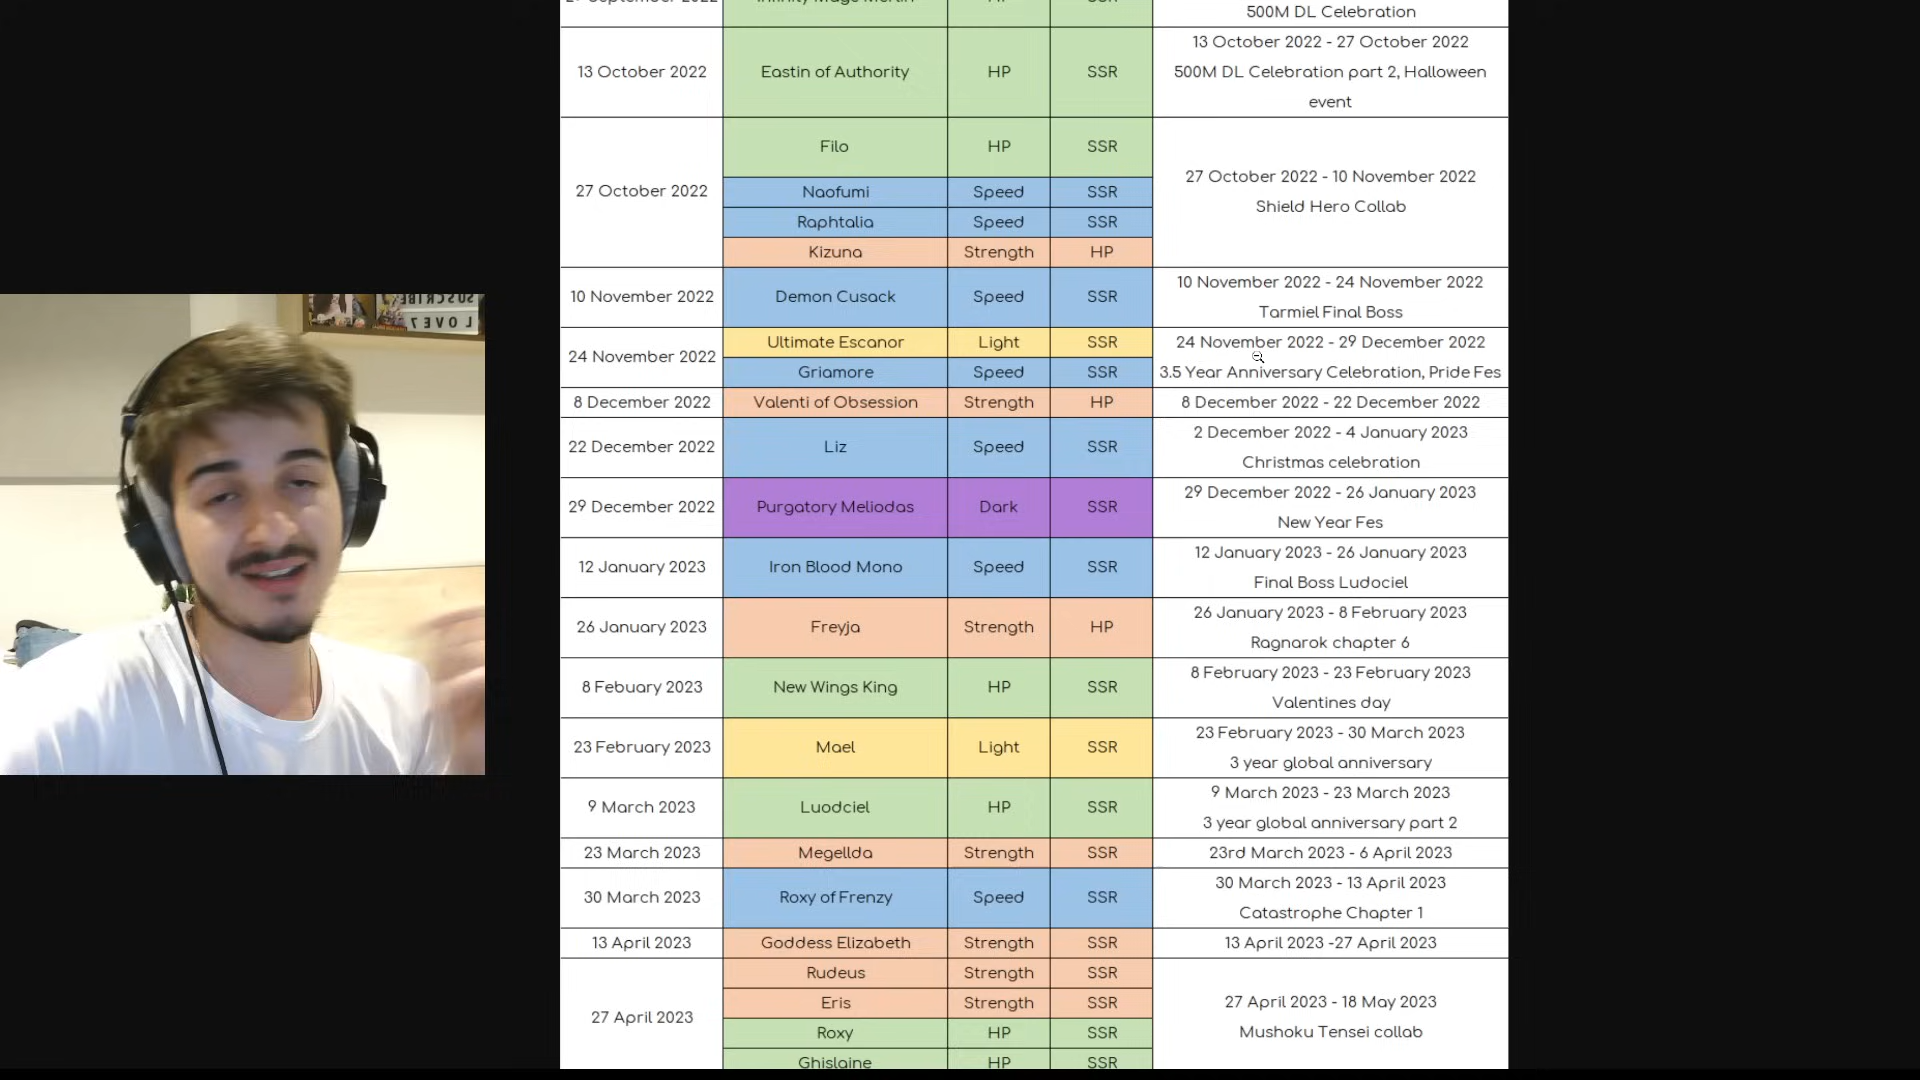 500M DL Celebration
13 October 2022 Eastin of Authority HP SSR 13 October 2022 - 27 October 2022
500M DL Celebration part 2, Halloween
event
27 October 2022
Filo HP SSR
Naofumi Speed SSR
Raphtalia Speed SSR
Kizuna Strength HP
27 October 2022 - 10 November 2022
Shield Hero Collab
10 November 2022 Demon Cusack Speed SSR 10 November 2022 - 24 November 2022
Tarmiel Final Boss
24 November 2022
Ultimate Escanor Light SSR 24 November 2022 - 29 December 2022
Griamore Speed SSR 3.5 Year Anniversary Celebration, Pride Fes
8 December 2022 Valenti of Obsession Strength HP 8 December 2022 - 22 December 2022
22 December 2022 Liz Speed SSR 2 December 2022 - 4 January 2023
Christmas celebration
29 December 2022 Purgatory Meliodas Dark SSR 29 December 2022 - 26 January 2023
New Year Fes
12 January 2023 Iron Blood Mono Speed SSR 12 January 2023 - 26 January 2023
Final Boss Ludociel
26 January 2023 Freyja Strength HP 26 January 2023 - 8 February 2023
Ragnarok chapter 6
8 Febuary 2023 New Wings King HP SSR 8 February 2023 - 23 February 2023
Valentines day
23 February 2023 Mael Light SSR 23 February 2023 - 30 March 2023
3 year global anniversary
9 March 2023 Luodciel HP SSR 9 March 2023 - 23 March 2023
3 year global anniversary part 2
23 March 2023 Megellda Strength SSR 23rd March 2023 - 6 April 2023
30 March 2023 Roxy of Frenzy Speed SSR 30 March 2023 - 13 April 2023
Catastrophe Chapter 1
13 April 2023 Goddess Elizabeth Strength SSR 13 April 2023 -27 April 2023
27 April 2023
Rudeus Strength SSR
Eris Strength SSR
Roxy HP SSR
Ghislaine HP SSR
27 April 2023 - 18 May 2023
Mushoku Tensei collab
SUBSCRIBE
LOVE7